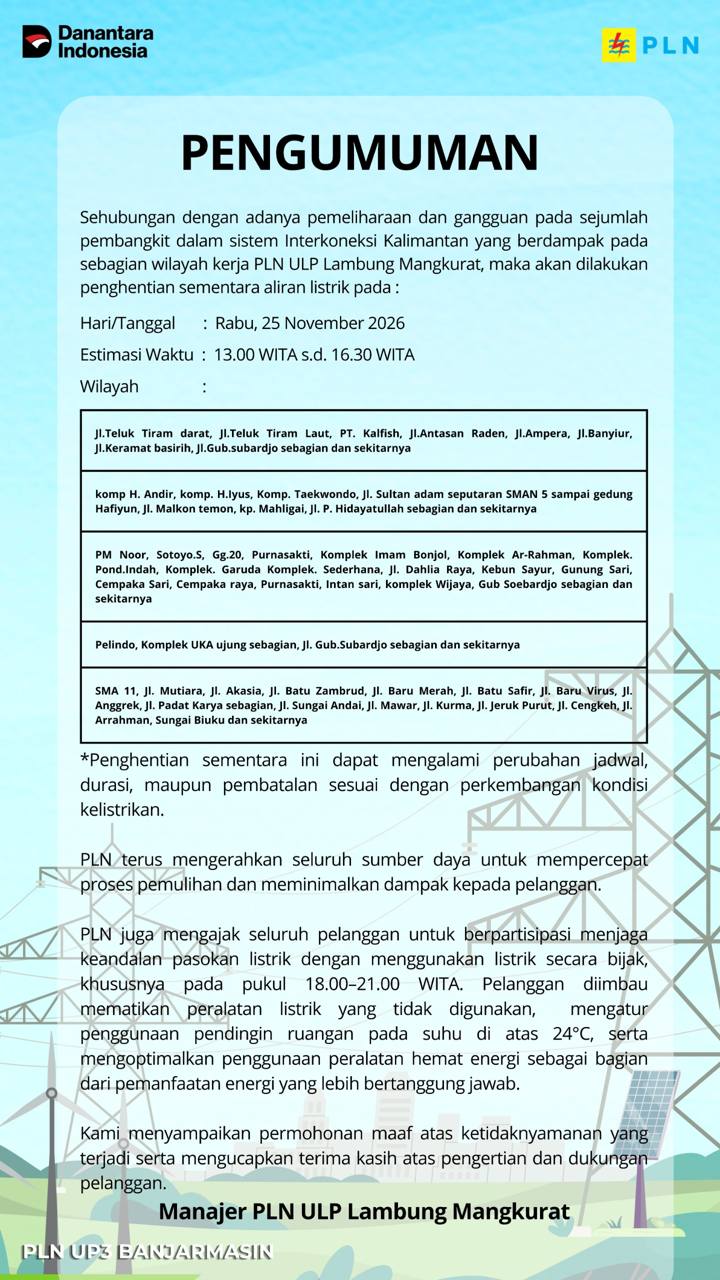 Danantara
Indonesia
PLN
PENGUMUMAN
Sehubungan dengan adanya pemeliharaan dan gangguan pada sejumlah
pembangkit dalam sistem Interkoneksi Kalimantan yang berdampak pada
sebagian wilayah kerja PLN ULP Lambung Mangkurat, maka akan dilakukan
penghentian sementara aliran listrik pada :
Hari/Tanggal : Rabu, 25 November 2026
Estimasi Waktu : 13.00 WITA s.d. 16.30 WITA
Wilayah :
Jl.Teluk Tiram darat, Jl.Teluk Tiram Laut, PT. Kalfish, Jl.Antasan Raden, Jl.Ampera, Jl.Banyiur,
Jl.Keramat basirih, Jl.Gub.subardjo sebagian dan sekitarnya
komp H. Andir, komp. H.Iyus, Komp. Taekwondo, Jl. Sultan adam seputaran SMAN 5 sampai gedung
Hafiyun, Jl. Malkon temon, kp. Mahligai, Jl. P. Hidayatullah sebagian dan sekitarnya
PM Noor, Sotoyo.S, Gg.20, Purnasakti, Komplek Imam Bonjol, Komplek Ar-Rahman, Komplek.
Pond.Indah, Komplek. Garuda Komplek. Sederhana, Jl. Dahlia Raya, Kebun Sayur, Gunung Sari,
Cempaka Sari, Cempaka raya, Purnasakti, Intan sari, komplek Wijaya, Gub Soebardjo sebagian dan
sekitarnya
Pelindo, Komplek UKA ujung sebagian, Jl. Gub.Subardjo sebagian dan sekitarnya
SMA 11, Jl. Mutiara, Jl. Akasia, Jl. Batu Zambrud, Jl. Baru Merah, Jl. Batu Safir, Jl. Baru Virus, Jl.
Anggrek, Jl. Padat Karya sebagian, Jl. Sungai Andai, Jl. Mawar, Jl. Kurma, Jl. Jeruk Purut, Jl. Cengkeh, Jl.
Arrahman, Sungai Biuku dan sekitarnya
*Penghentian sementara ini dapat mengalami perubahan jadwal,
durasi, maupun pembatalan sesuai dengan perkembangan kondisi
kelistrikan.
PLN terus mengerahkan seluruh sumber daya untuk mempercepat
proses pemulihan dan meminimalkan dampak kepada pelanggan.
PLN juga mengajak seluruh pelanggan untuk berpartisipasi menjaga
keandalan pasokan listrik dengan menggunakan listrik secara bijak,
khususnya pada pukul 18.00–21.00 WITA. Pelanggan diimbau
mematikan peralatan listrik yang tidak digunakan, mengatur
penggunaan pendingin ruangan pada suhu di atas 24°C, serta
mengoptimalkan penggunaan peralatan hemat energi sebagai bagian
dari pemanfaatan energi yang lebih bertanggung jawab.
Kami menyampaikan permohonan maaf atas ketidaknyamanan yang
terjadi serta mengucapkan terima kasih atas pengertian dan dukungan
pelanggan.
Manajer PLN ULP Lambung Mangkurat
PLN UP3 BANJARMASIN